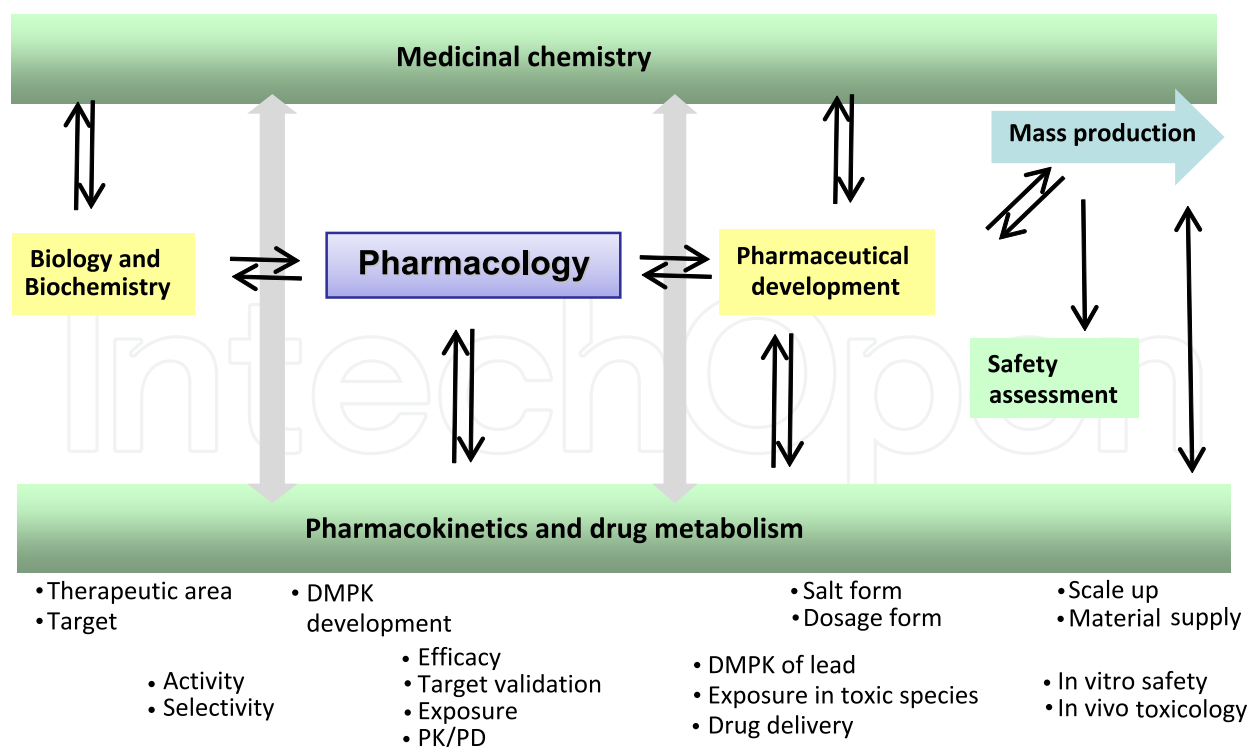 Medicinal chemistry
Mass production
Biology and
Biochemistry
Pharmacology
Pharmaceutical
development
Safety
assessment
IntechOpen
Pharmacokinetics and drug metabolism
• Therapeutic area
• Target
• Activity
• Selectivity
• DMPK
development
• Efficacy
• Target validation
• Exposure
• PK/PD
• Salt form
• Dosage form
• DMPK of lead
• Exposure in toxic species
• Drug delivery
• Scale up
• Material supply
• In vitro safety
• In vivo toxicology